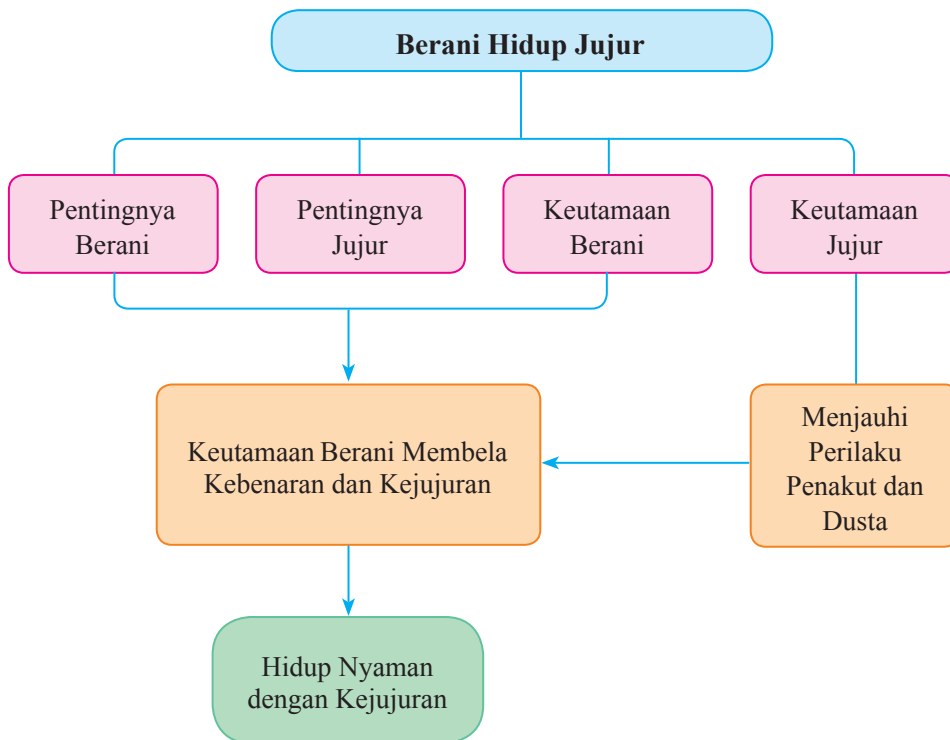 Berani Hidup Jujur
Pentingnya
Berani
Pentingnya
Jujur
Keutamaan
Berani
Keutamaan
Jujur
Keutamaan Berani Membela
Kebenaran dan Kejujuran
Menjauhi
Perilaku
Penakut dan
Dusta
Hidup Nyaman
dengan Kejujuran